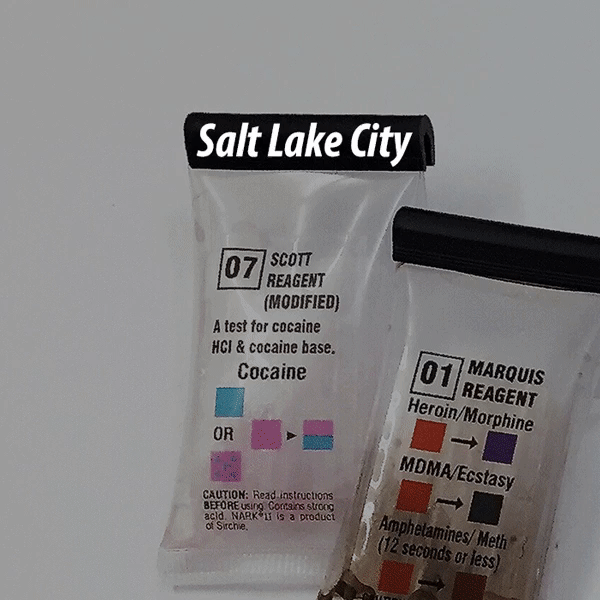 Salt Lake City
07 SCOTT
REAGENT
(MODIFIED)
A test for cocaine
HCl & cocaine base.
Cocaine
OR
CAUTION: Read instructions
BEFORE using. Contains strong
acid. NARK®II is a product
of Sirchie.
01 MARQUIS
REAGENT
Heroin/Morphine
MDMA/Ecstasy
Amphetamines/ Meth
(12 seconds or less)